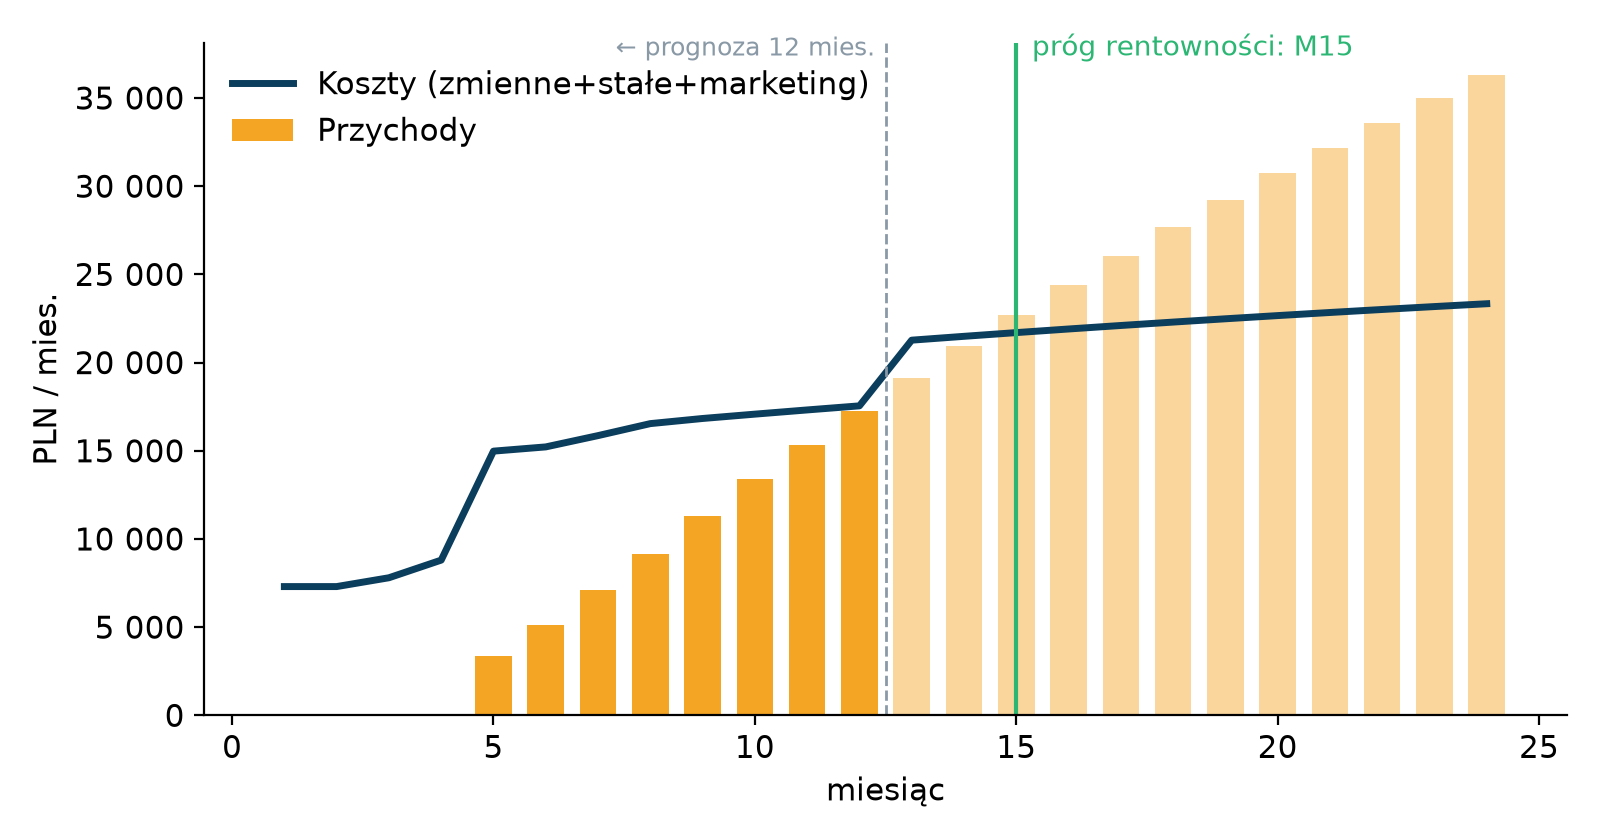 ← prognoza 12 mies.
próg rentowności: M15
Koszty (zmienne+stałe+marketing)
Przychody
PLN / mies.
35 000
30 000
25 000
20 000
15 000
10 000
5 000
0
0 5 10 15 20 25
miesiąc